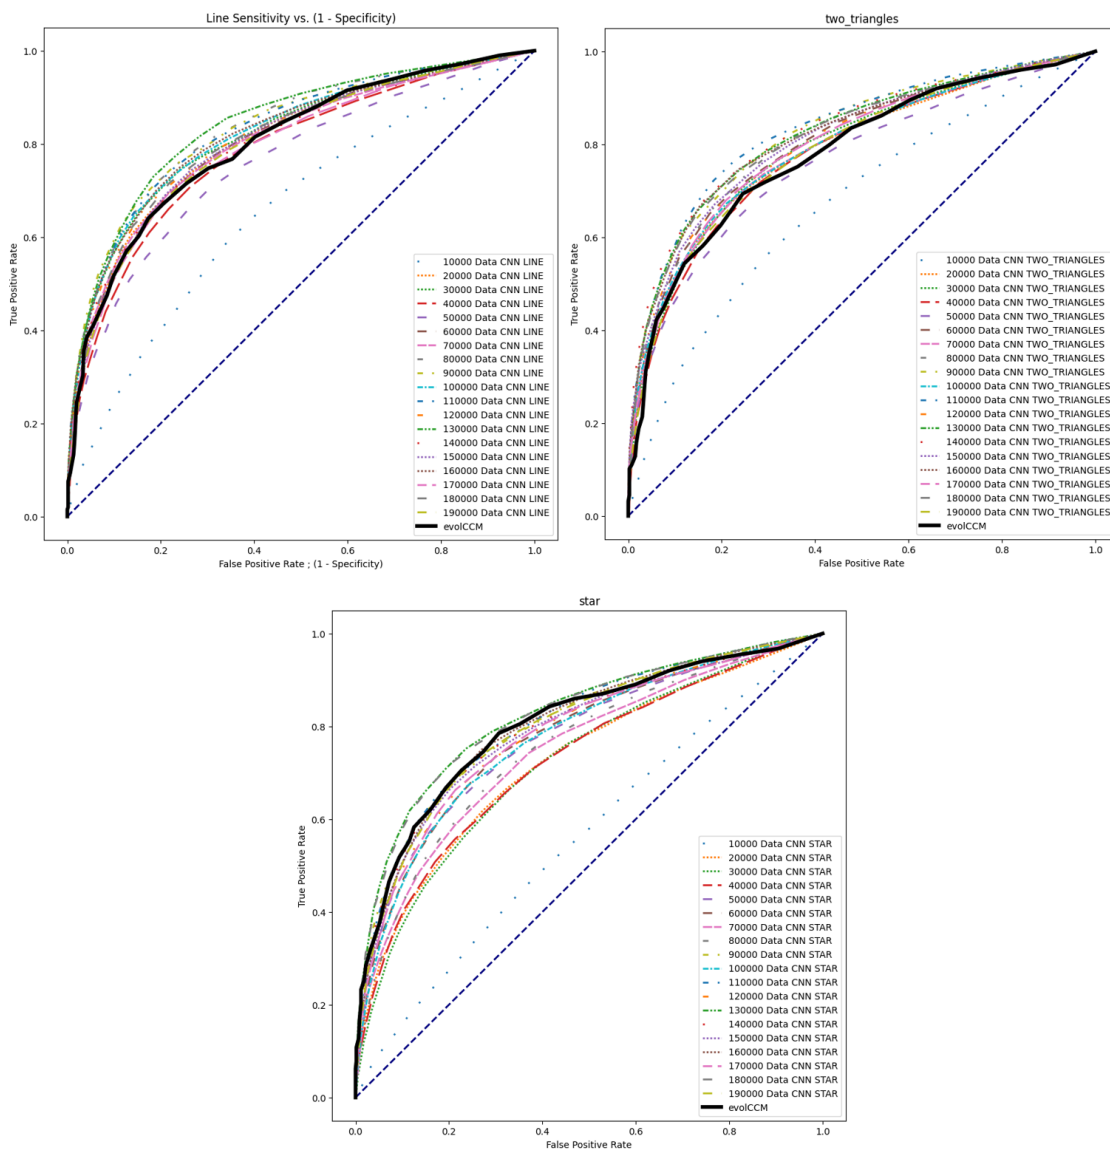 Line Sensitivity vs. (1 - Specificity)
True Positive Rate
1.0
0.8
0.6
0.4
0.2
0.0
0.0 0.2 0.4 0.6 0.8 1.0
False Positive Rate ; (1 - Specificity)
10000 Data CNN LINE
20000 Data CNN LINE
30000 Data CNN LINE
40000 Data CNN LINE
50000 Data CNN LINE
60000 Data CNN LINE
70000 Data CNN LINE
80000 Data CNN LINE
90000 Data CNN LINE
100000 Data CNN LINE
110000 Data CNN LINE
120000 Data CNN LINE
130000 Data CNN LINE
140000 Data CNN LINE
150000 Data CNN LINE
160000 Data CNN LINE
170000 Data CNN LINE
180000 Data CNN LINE
190000 Data CNN LINE
evolCCM
two_triangles
True Positive Rate
1.0
0.8
0.6
0.4
0.2
0.0
0.0 0.2 0.4 0.6 0.8 1.0
False Positive Rate
10000 Data CNN TWO_TRIANGLES
20000 Data CNN TWO_TRIANGLES
30000 Data CNN TWO_TRIANGLES
40000 Data CNN TWO_TRIANGLES
50000 Data CNN TWO_TRIANGLES
60000 Data CNN TWO_TRIANGLES
70000 Data CNN TWO_TRIANGLES
80000 Data CNN TWO_TRIANGLES
90000 Data CNN TWO_TRIANGLES
100000 Data CNN TWO_TRIANGLES
110000 Data CNN TWO_TRIANGLES
120000 Data CNN TWO_TRIANGLES
130000 Data CNN TWO_TRIANGLES
140000 Data CNN TWO_TRIANGLES
150000 Data CNN TWO_TRIANGLES
160000 Data CNN TWO_TRIANGLES
170000 Data CNN TWO_TRIANGLES
180000 Data CNN TWO_TRIANGLES
190000 Data CNN TWO_TRIANGLES
evolCCM
star
True Positive Rate
1.0
0.8
0.6
0.4
0.2
0.0
0.0 0.2 0.4 0.6 0.8 1.0
False Positive Rate
10000 Data CNN STAR
20000 Data CNN STAR
30000 Data CNN STAR
40000 Data CNN STAR
50000 Data CNN STAR
60000 Data CNN STAR
70000 Data CNN STAR
80000 Data CNN STAR
90000 Data CNN STAR
100000 Data CNN STAR
110000 Data CNN STAR
120000 Data CNN STAR
130000 Data CNN STAR
140000 Data CNN STAR
150000 Data CNN STAR
160000 Data CNN STAR
170000 Data CNN STAR
180000 Data CNN STAR
190000 Data CNN STAR
evolCCM